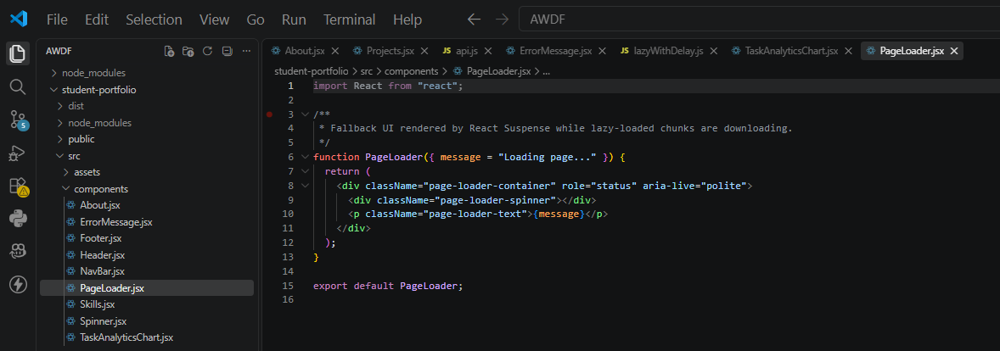 File Edit Selection View Go Run Terminal Help
AWDF
AWDF
node_modules
student-portfolio
dist
node_modules
public
src
assets
components
About.jsx
ErrorMessage.jsx
Footer.jsx
Header.jsx
NavBar.jsx
PageLoader.jsx
Skills.jsx
Spinner.jsx
TaskAnalyticsChart.jsx
5
About.jsx Projects.jsx JS api.js ErrorMessage.jsx JS lazyWithDelay.js TaskAnalyticsChart.jsx PageLoader.jsx
student-portfolio > src > components > PageLoader.jsx > ...
1 import React from "react";
2
3 /**
4 * Fallback UI rendered by React Suspense while lazy-loaded chunks are downloading.
5 */
6 function PageLoader({ message = "Loading page..." }) {
7 return (
8 <div className="page-loader-container" role="status" aria-live="polite">
9 <div className="page-loader-spinner"></div>
10 <p className="page-loader-text">{message}</p>
11 </div>
12 );
13 }
14
15 export default PageLoader;
16